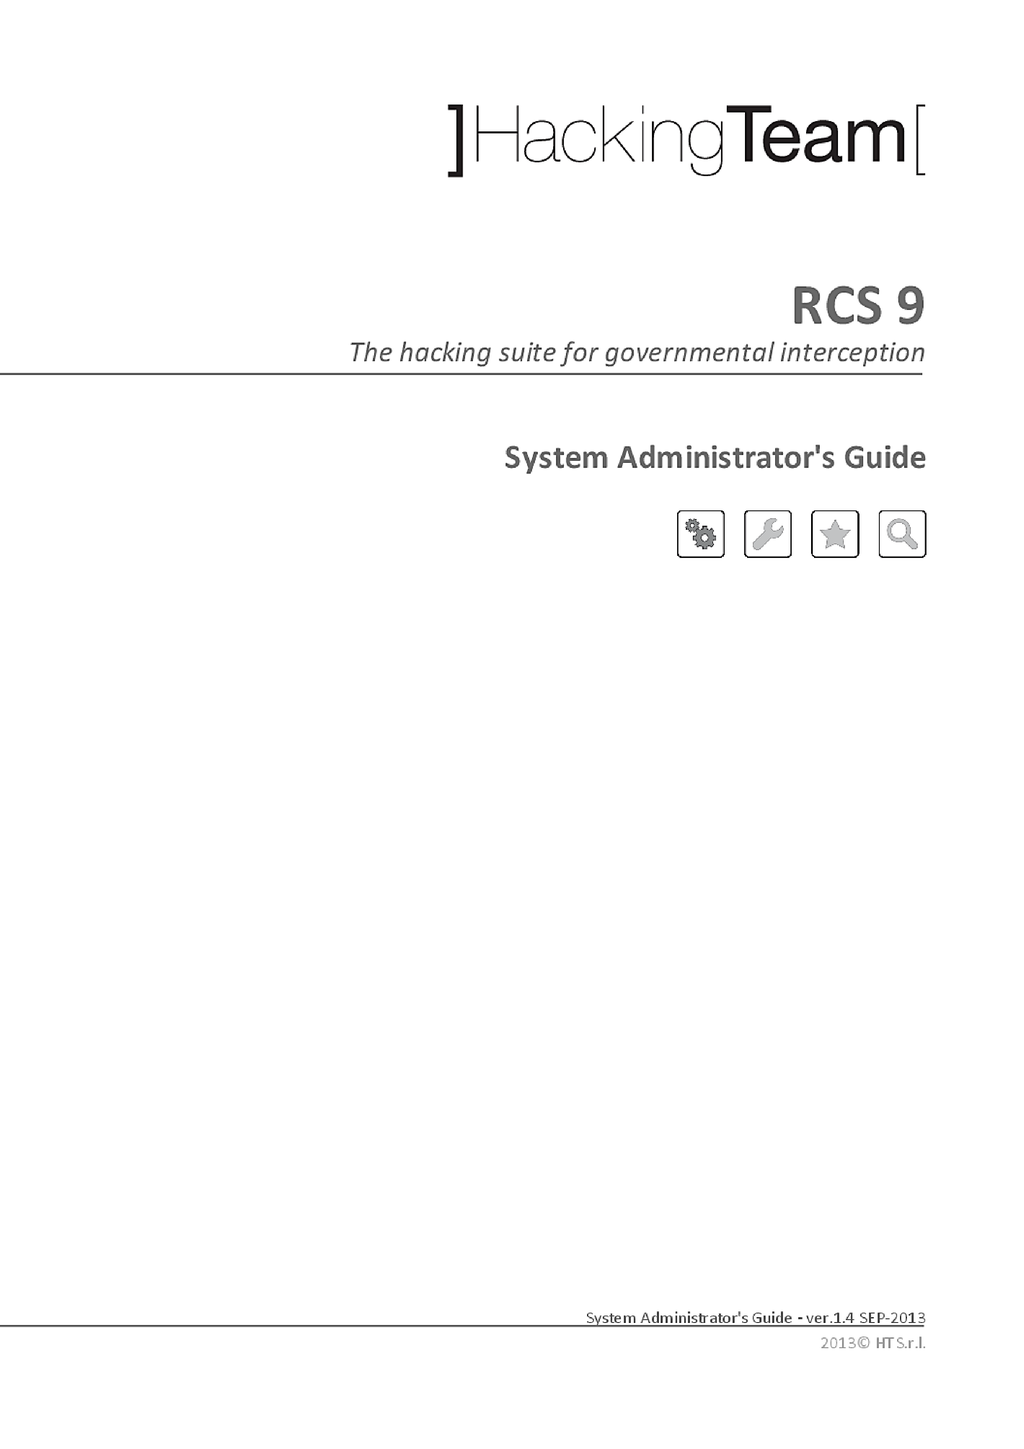 ]HackingTeam[
RCS 9
The hacking suite for governmental interception
System Administrator's Guide
System Administrator's Guide - ver.1.4 SEP-2013
2013© HT S.r.l.